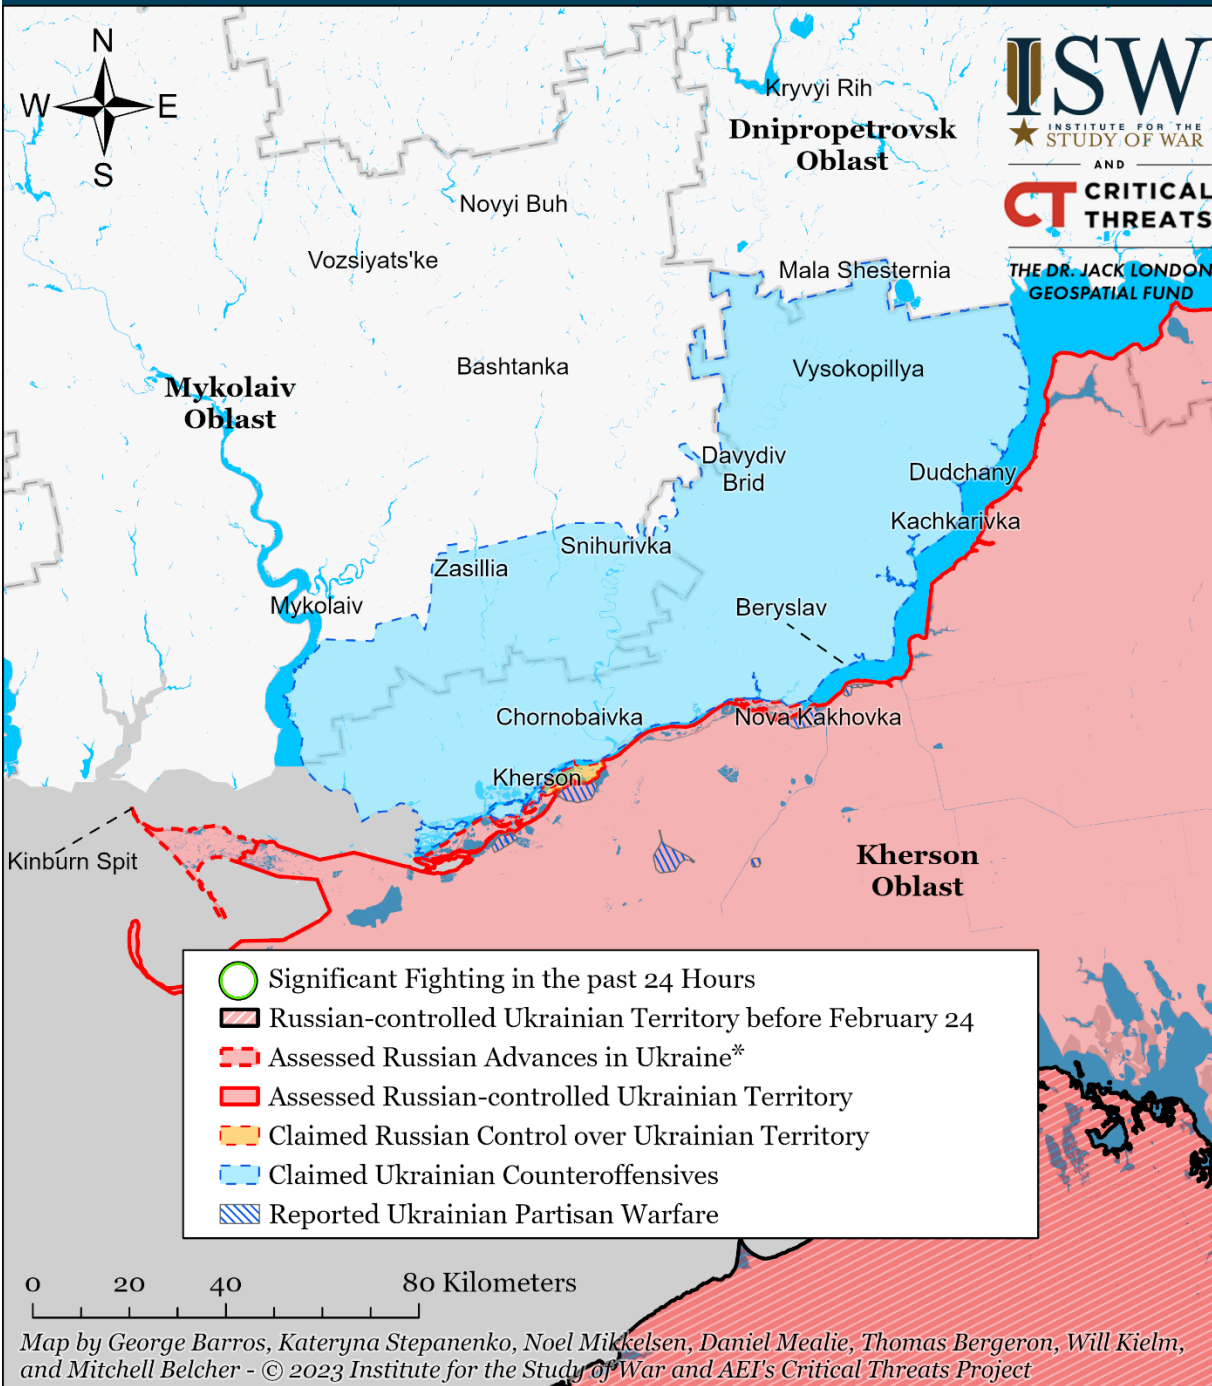 N
W
E
S
Kryvyi Rih
Dnipropetrovsk
Oblast
ISW
INSTITUTE FOR THE
STUDY OF WAR
AND
CT CRITICAL
THREATS
THE DR. JACK LONDON
GEOSPATIAL FUND
Novyi Buh
Vozsiyats'ke
Mala Shesternia
Bashtanka
Vysokopillya
Mykolaiv
Oblast
Davydiv
Brid
Dudchany
Kachkarivka
Snihurivka
Zasillia
Mykolaiv
Beryslav
Chornobaivka
Nova Kakhovka
Kherson
Kinburn Spit
Kherson
Oblast
Significant Fighting in the past 24 Hours
Russian-controlled Ukrainian Territory before February 24
Assessed Russian Advances in Ukraine*
Assessed Russian-controlled Ukrainian Territory
Claimed Russian Control over Ukrainian Territory
Claimed Ukrainian Counteroffensives
Reported Ukrainian Partisan Warfare
0 20 40 80 Kilometers
Map by George Barros, Kateryna Stepanenko, Noel Mikkelsen, Daniel Mealie, Thomas Bergeron, Will Kielm,
and Mitchell Belcher - © 2023 Institute for the Study of War and AEI's Critical Threats Project